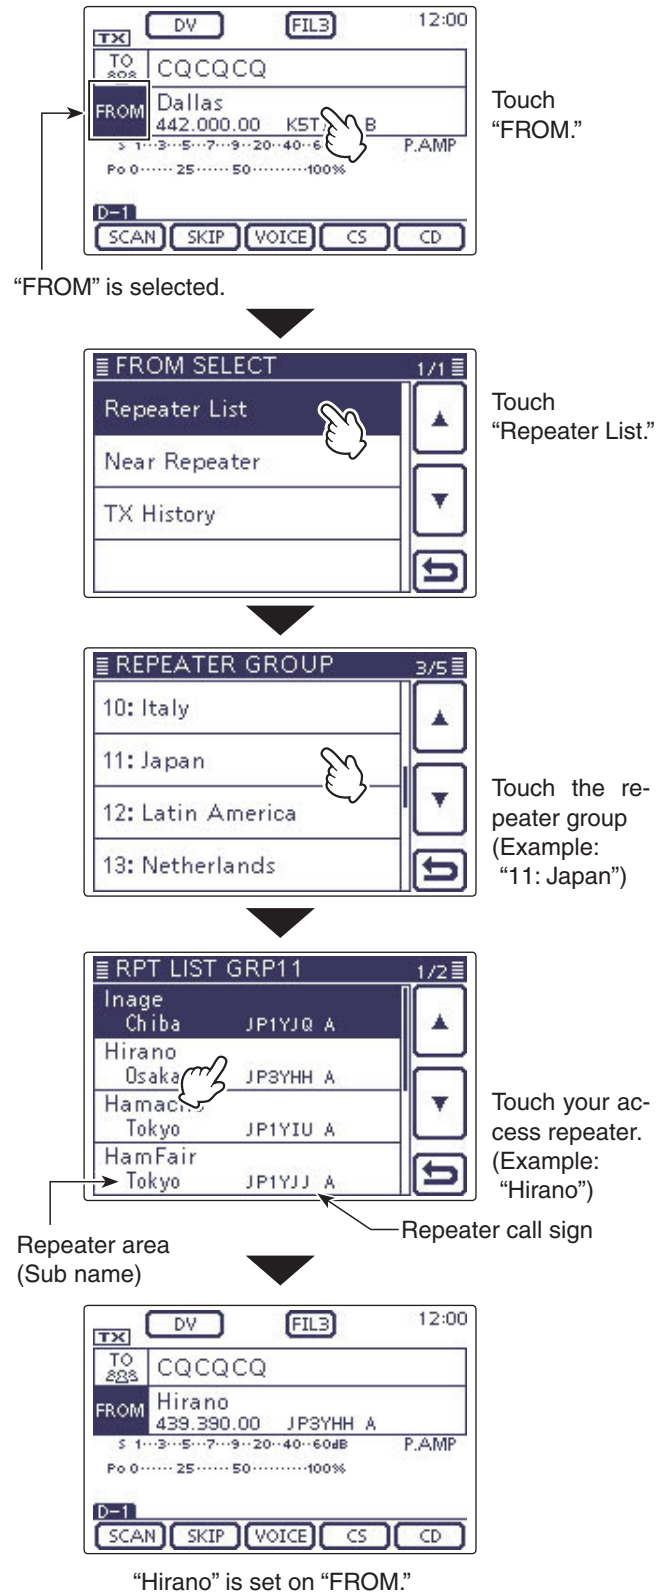 DV FIL3 12:00
TX
TO CQCQCQ
FROM Dallas
442.000.00 B
P.AMP
Po 0 25 50 100%
D-1
SCAN SKIP VOICE CS CD
Touch
“FROM.”
“FROM” is selected.
FROM SELECT 1/1
Repeater List
Near Repeater
TX History
Touch
“Repeater List.”
REPEATER GROUP 3/5
10: Italy
11: Japan
12: Latin America
13: Netherlands
Touch the re-
peater group
(Example:
“11: Japan”)
RPT LIST GRP11 1/2
Inage
Chiba JP1YJQ A
Hirano
Osaka JP3YHH A
Tokyo JP1YIU A
HamFair
Tokyo JP1YJJ A
Touch your ac-
cess repeater.
(Example:
“Hirano”)
Repeater call sign
Repeater area
(Sub name)
DV FIL3 12:00
TX
TO CQCQCQ
FROM Hirano
439.390.00 JP3YHH A
S 1···3···5···7···9··20··40··60dB P.AMP
Po 0······25······50··········100%
D-1
SCAN SKIP VOICE CS CD
“Hirano” is set on “FROM.”